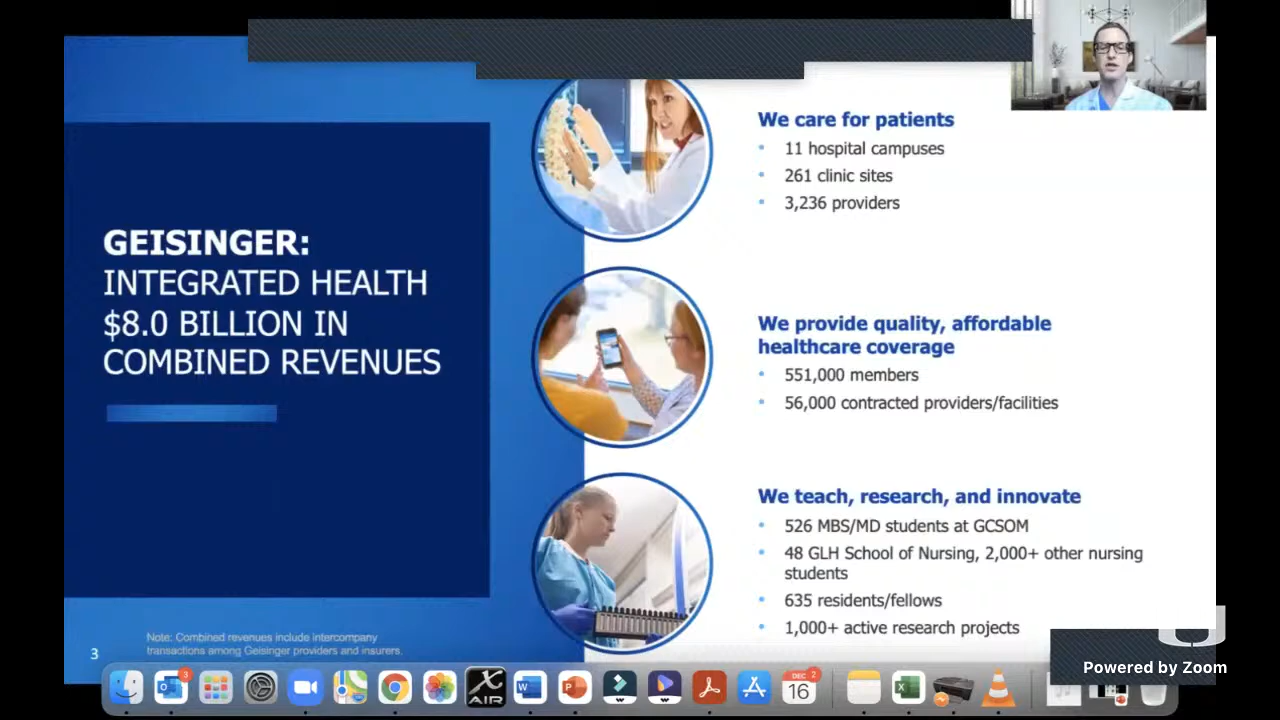 GEISINGER:
INTEGRATED HEALTH
$8.0 BILLION IN
COMBINED REVENUES
We care for patients
11 hospital campuses
261 clinic sites
3,236 providers
We provide quality, affordable
healthcare coverage
551,000 members
56,000 contracted providers/facilities
We teach, research, and innovate
526 MBS/MD students at GCSOM
48 GLH School of Nursing, 2,000+ other nursing
students
635 residents/fellows
1,000+ active research projects
Note: Combined revenues include intercompany
transactions among Geisinger providers and insurers.
3
Powered by Zoom
3
X
AIR
W
P
DEC
2
16
X